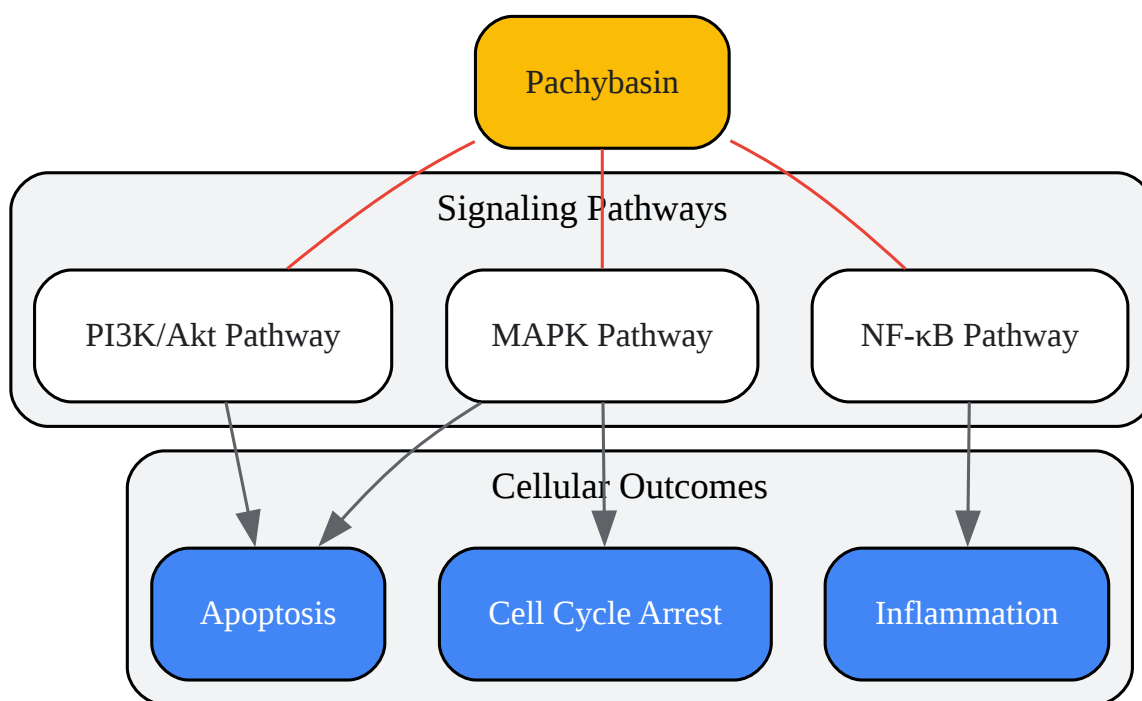 Pachybasin
Signaling Pathways
PI3K/Akt Pathway
MAPK Pathway
NF-κB Pathway
Cellular Outcomes
Apoptosis
Cell Cycle Arrest
Inflammation